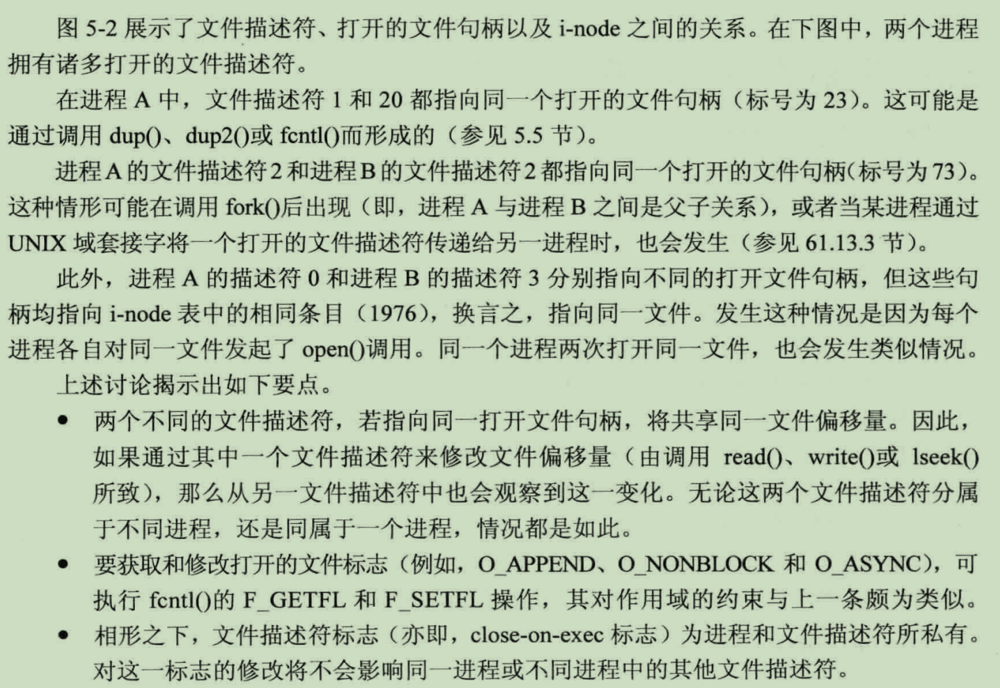 图 5-2 展示了文件描述符、打开的文件句柄以及 i-node 之间的关系。在下图中，两个进程
拥有诸多打开的文件描述符。
在进程 A 中，文件描述符 1 和 20 都指向同一个打开的文件句柄（标号为 23）。这可能是
通过调用 dup()、dup2()或 fcntl()而形成的（参见 5.5 节）。
进程 A 的文件描述符 2 和进程 B 的文件描述符 2 都指向同一个打开的文件句柄（标号为 73）。
这种情形可能在调用 fork()后出现（即，进程 A 与进程 B 之间是父子关系），或者当某进程通过
UNIX 域套接字将一个打开的文件描述符传递给另一进程时，也会发生（参见 61.13.3 节）。
此外，进程 A 的描述符 0 和进程 B 的描述符 3 分别指向不同的打开文件句柄，但这些句
柄均指向 i-node 表中的相同条目（1976），换言之，指向同一文件。发生这种情况是因为每个
进程各自对同一文件发起了 open()调用。同一个进程两次打开同一文件，也会发生类似情况。
上述讨论揭示出如下要点。
● 两个不同的文件描述符，若指向同一打开文件句柄，将共享同一文件偏移量。因此，
如果通过其中一个文件描述符来修改文件偏移量（由调用 read()、write()或 lseek()
所致），那么从另一文件描述符中也会观察到这一变化。无论这两个文件描述符分属
于不同进程，还是同属于一个进程，情况都是如此。
● 要获取和修改打开的文件标志（例如，O_APPEND、O_NONBLOCK 和 O_ASYNC），可
执行 fcntl()的 F_GETFL 和 F_SETFL 操作，其对作用域的约束与上一条颇为类似。
● 相形之下，文件描述符标志（亦即，close-on-exec 标志）为进程和文件描述符所私有。
对这一标志的修改将不会影响同一进程或不同进程中的其他文件描述符。